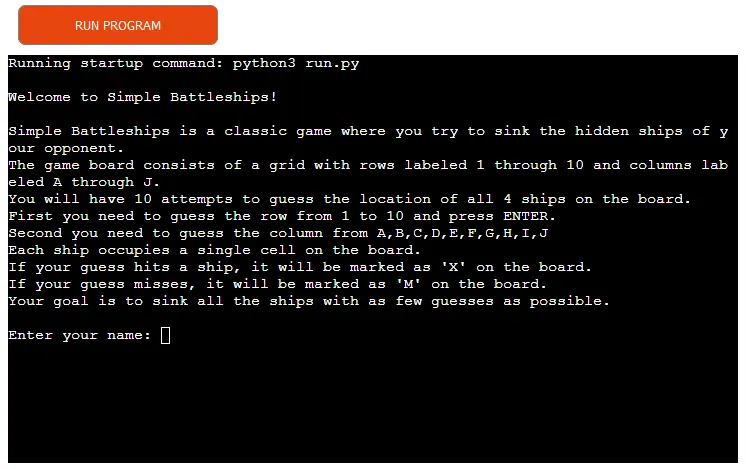 RUN PROGRAM
Running startup command: python3 run.py
Welcome to Simple Battleships!
Simple Battleships is a classic game where you try to sink the hidden ships of y
our opponent.
The game board consists of a grid with rows labeled 1 through 10 and columns lab
eled A through J.
You will have 10 attempts to guess the location of all 4 ships on the board.
First you need to guess the row from 1 to 10 and press ENTER.
Second you need to guess the column from A,B,C,D,E,F,G,H,I,J
Each ship occupies a single cell on the board.
If your guess hits a ship, it will be marked as 'X' on the board.
If your guess misses, it will be marked as 'M' on the board.
Your goal is to sink all the ships with as few guesses as possible.
Enter your name: